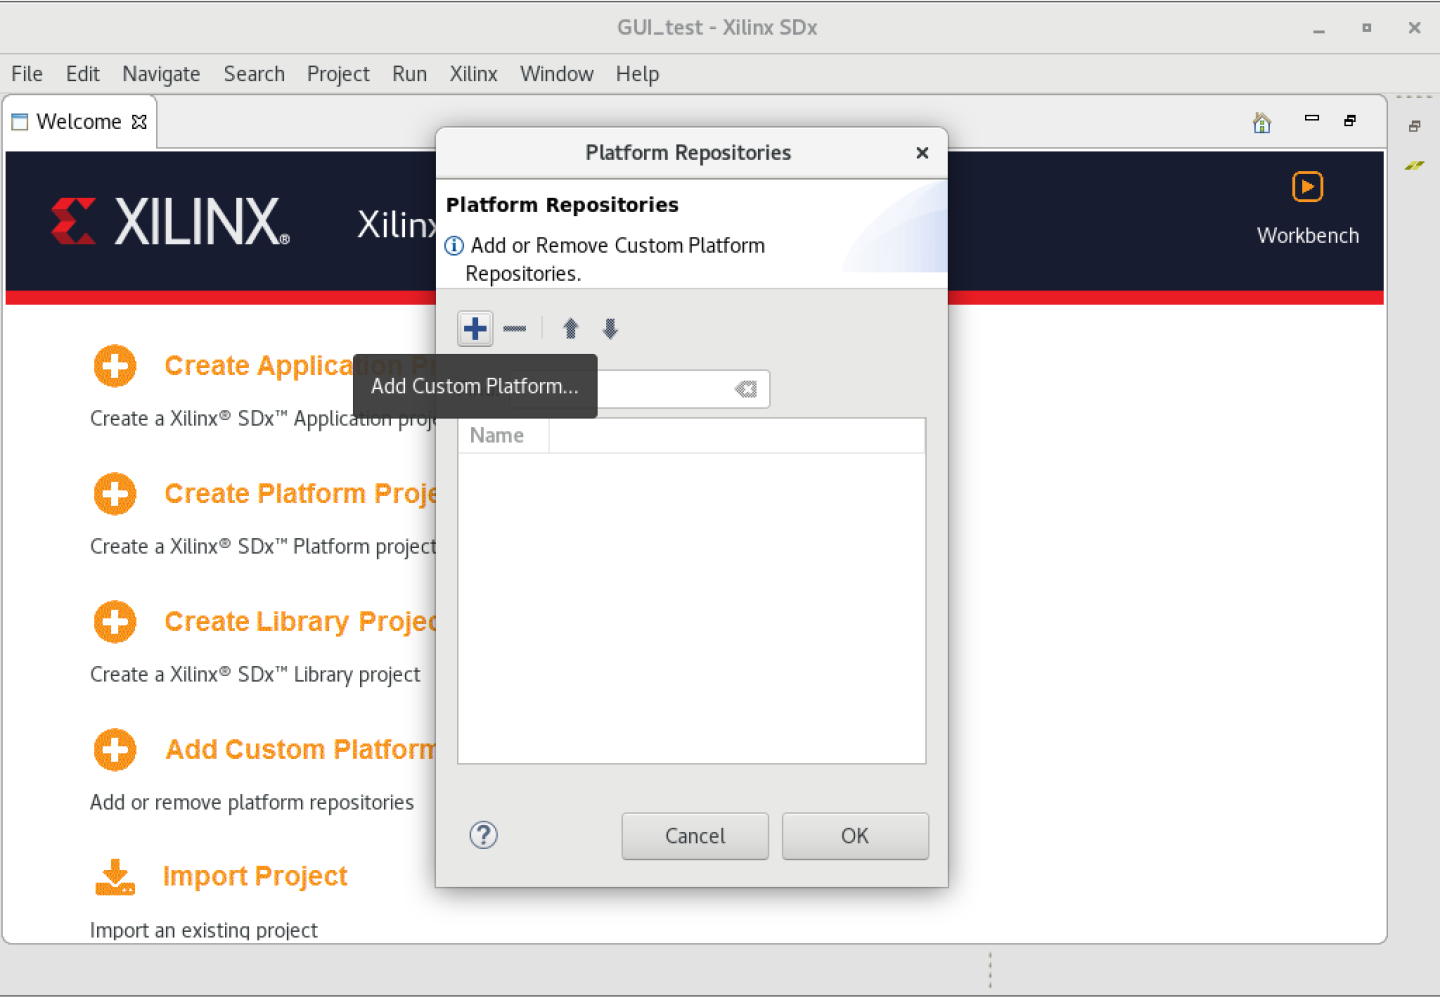 GUI_test - Xilinx SDx
File Edit Navigate Search Project Run Xilinx Window Help
Welcome
XILINX®
Xilinx
Workbench
Platform Repositories
Platform Repositories
Add or Remove Custom Platform
Repositories.
Add Custom Platform...
Name
Cancel
OK
Create Application P
Create a Xilinx® SDx™ Application proje
Create Platform Proje
Create a Xilinx® SDx™ Platform project
Create Library Projec
Create a Xilinx® SDx™ Library project
Add Custom Platform
Add or remove platform repositories
Import Project
Import an existing project